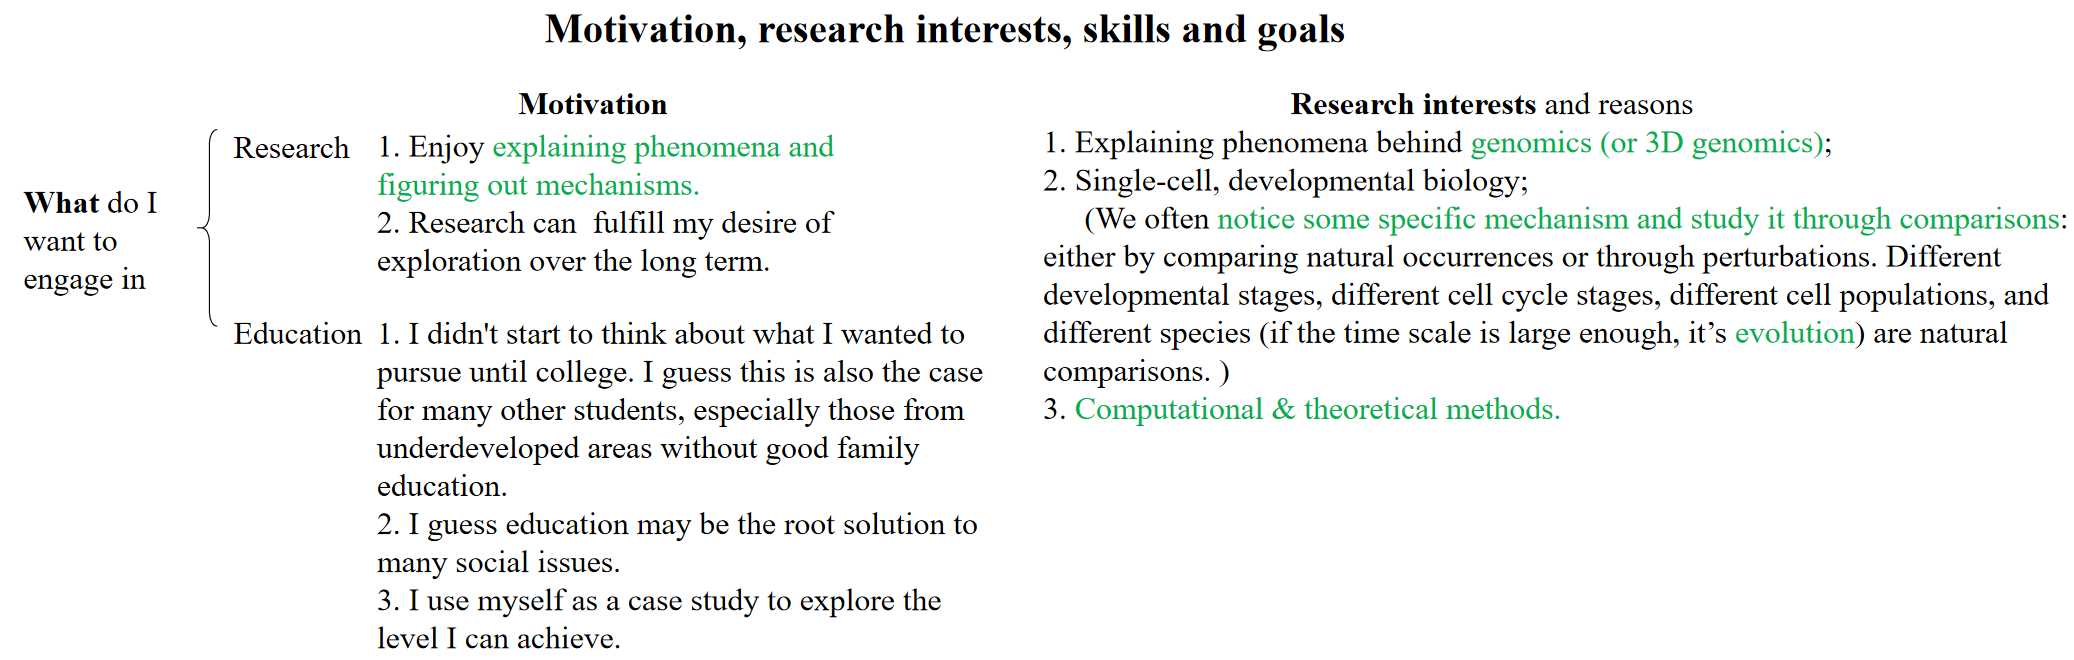 Motivation, research interests, skills and goals
What do I
want to
engage in
Motivation
Research
1. Enjoy explaining phenomena and
figuring out mechanisms.
2. Research can  fulfill my desire of
exploration over the long term.
Education
1. I didn't start to think about what I wanted to
pursue until college. I guess this is also the case
for many other students, especially those from
underdeveloped areas without good family
education.
2. I guess education may be the root solution to
many social issues.
3. I use myself as a case study to explore the
level I can achieve.
Research interests and reasons
1. Explaining phenomena behind genomics (or 3D genomics);
2. Single-cell, developmental biology;
(We often notice some specific mechanism and study it through comparisons:
either by comparing natural occurrences or through perturbations. Different
developmental stages, different cell cycle stages, different cell populations, and
different species (if the time scale is large enough, it’s evolution) are natural
comparisons. )
3. Computational & theoretical methods.